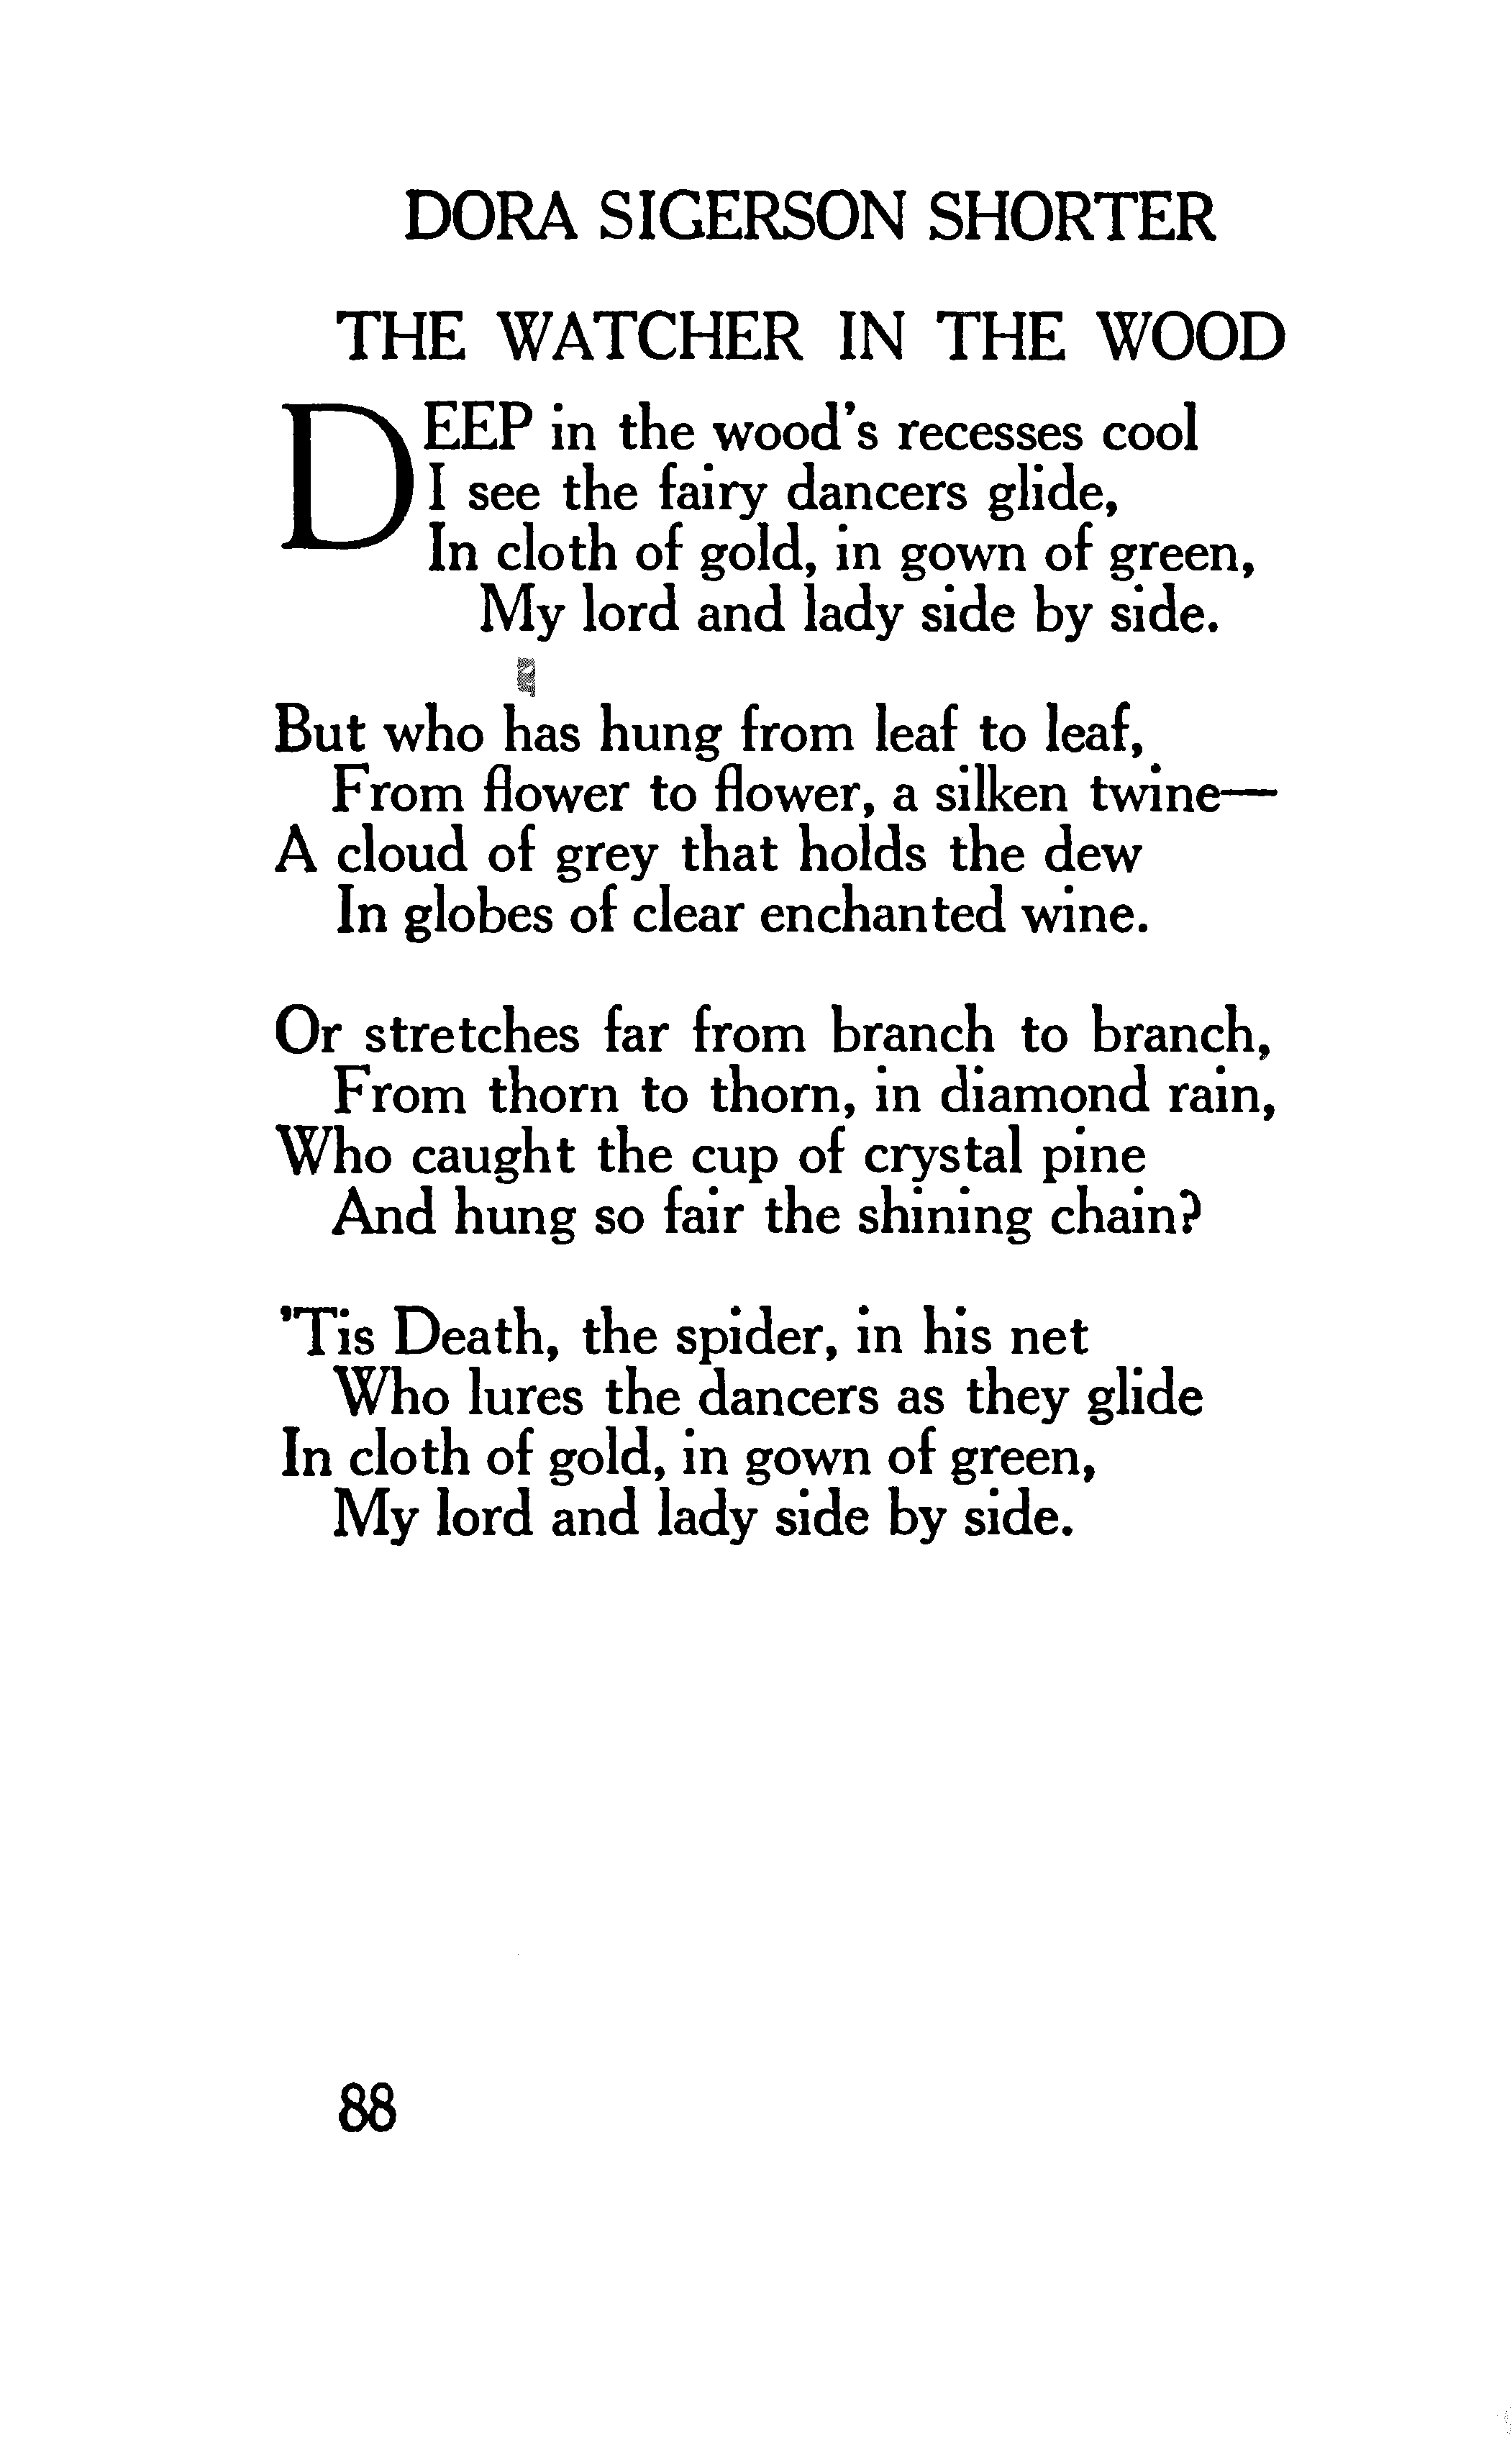 DORA SIGERSON SHORTER
THE WATCHER IN THE WOOD
DEEP in the wood's recesses cool
I see the fairy dancers glide,
In cloth of gold, in gown of green,
My lord and lady side by side.
But who has hung from leaf to leaf,
From flower to flower, a silken twine—
A cloud of grey that holds the dew
In globes of clear enchanted wine.
Or stretches far from branch to branch,
From thorn to thorn, in diamond rain,
Who caught the cup of crystal pine
And hung so fair the shining chain?
'Tis Death, the spider, in his net
Who lures the dancers as they glide
In cloth of gold, in gown of green,
My lord and lady side by side.
88